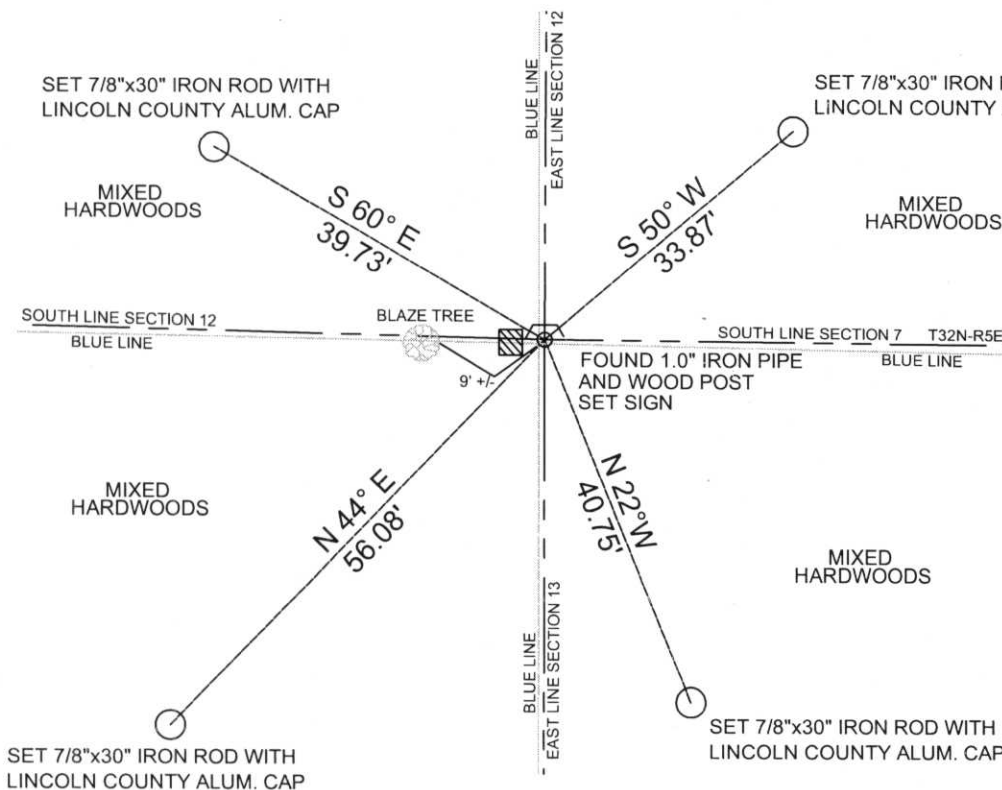 BLUE LINE
EAST LINE SECTION 12
SET 7/8"x30" IRON ROD WITH
LINCOLN COUNTY ALUM. CAP
SET 7/8"x30" IRON
LINCOLN COUNTY
MIXED
HARDWOODS
S 60° E
39.73'
S 50° W
33.87'
MIXED
HARDWOODS
SOUTH LINE SECTION 12
BLUE LINE
BLAZE TREE
9' +/-
SOUTH LINE SECTION 7 T32N-R5E
BLUE LINE
FOUND 1.0" IRON PIPE
AND WOOD POST
SET SIGN
MIXED
HARDWOODS
N 44° E
56.08'
N 22°W
40.75'
MIXED
HARDWOODS
BLUE LINE
EAST LINE SECTION 13
SET 7/8"x30" IRON ROD WITH
LINCOLN COUNTY ALUM. CAP
SET 7/8"x30" IRON ROD WITH
LINCOLN COUNTY ALUM. CAP